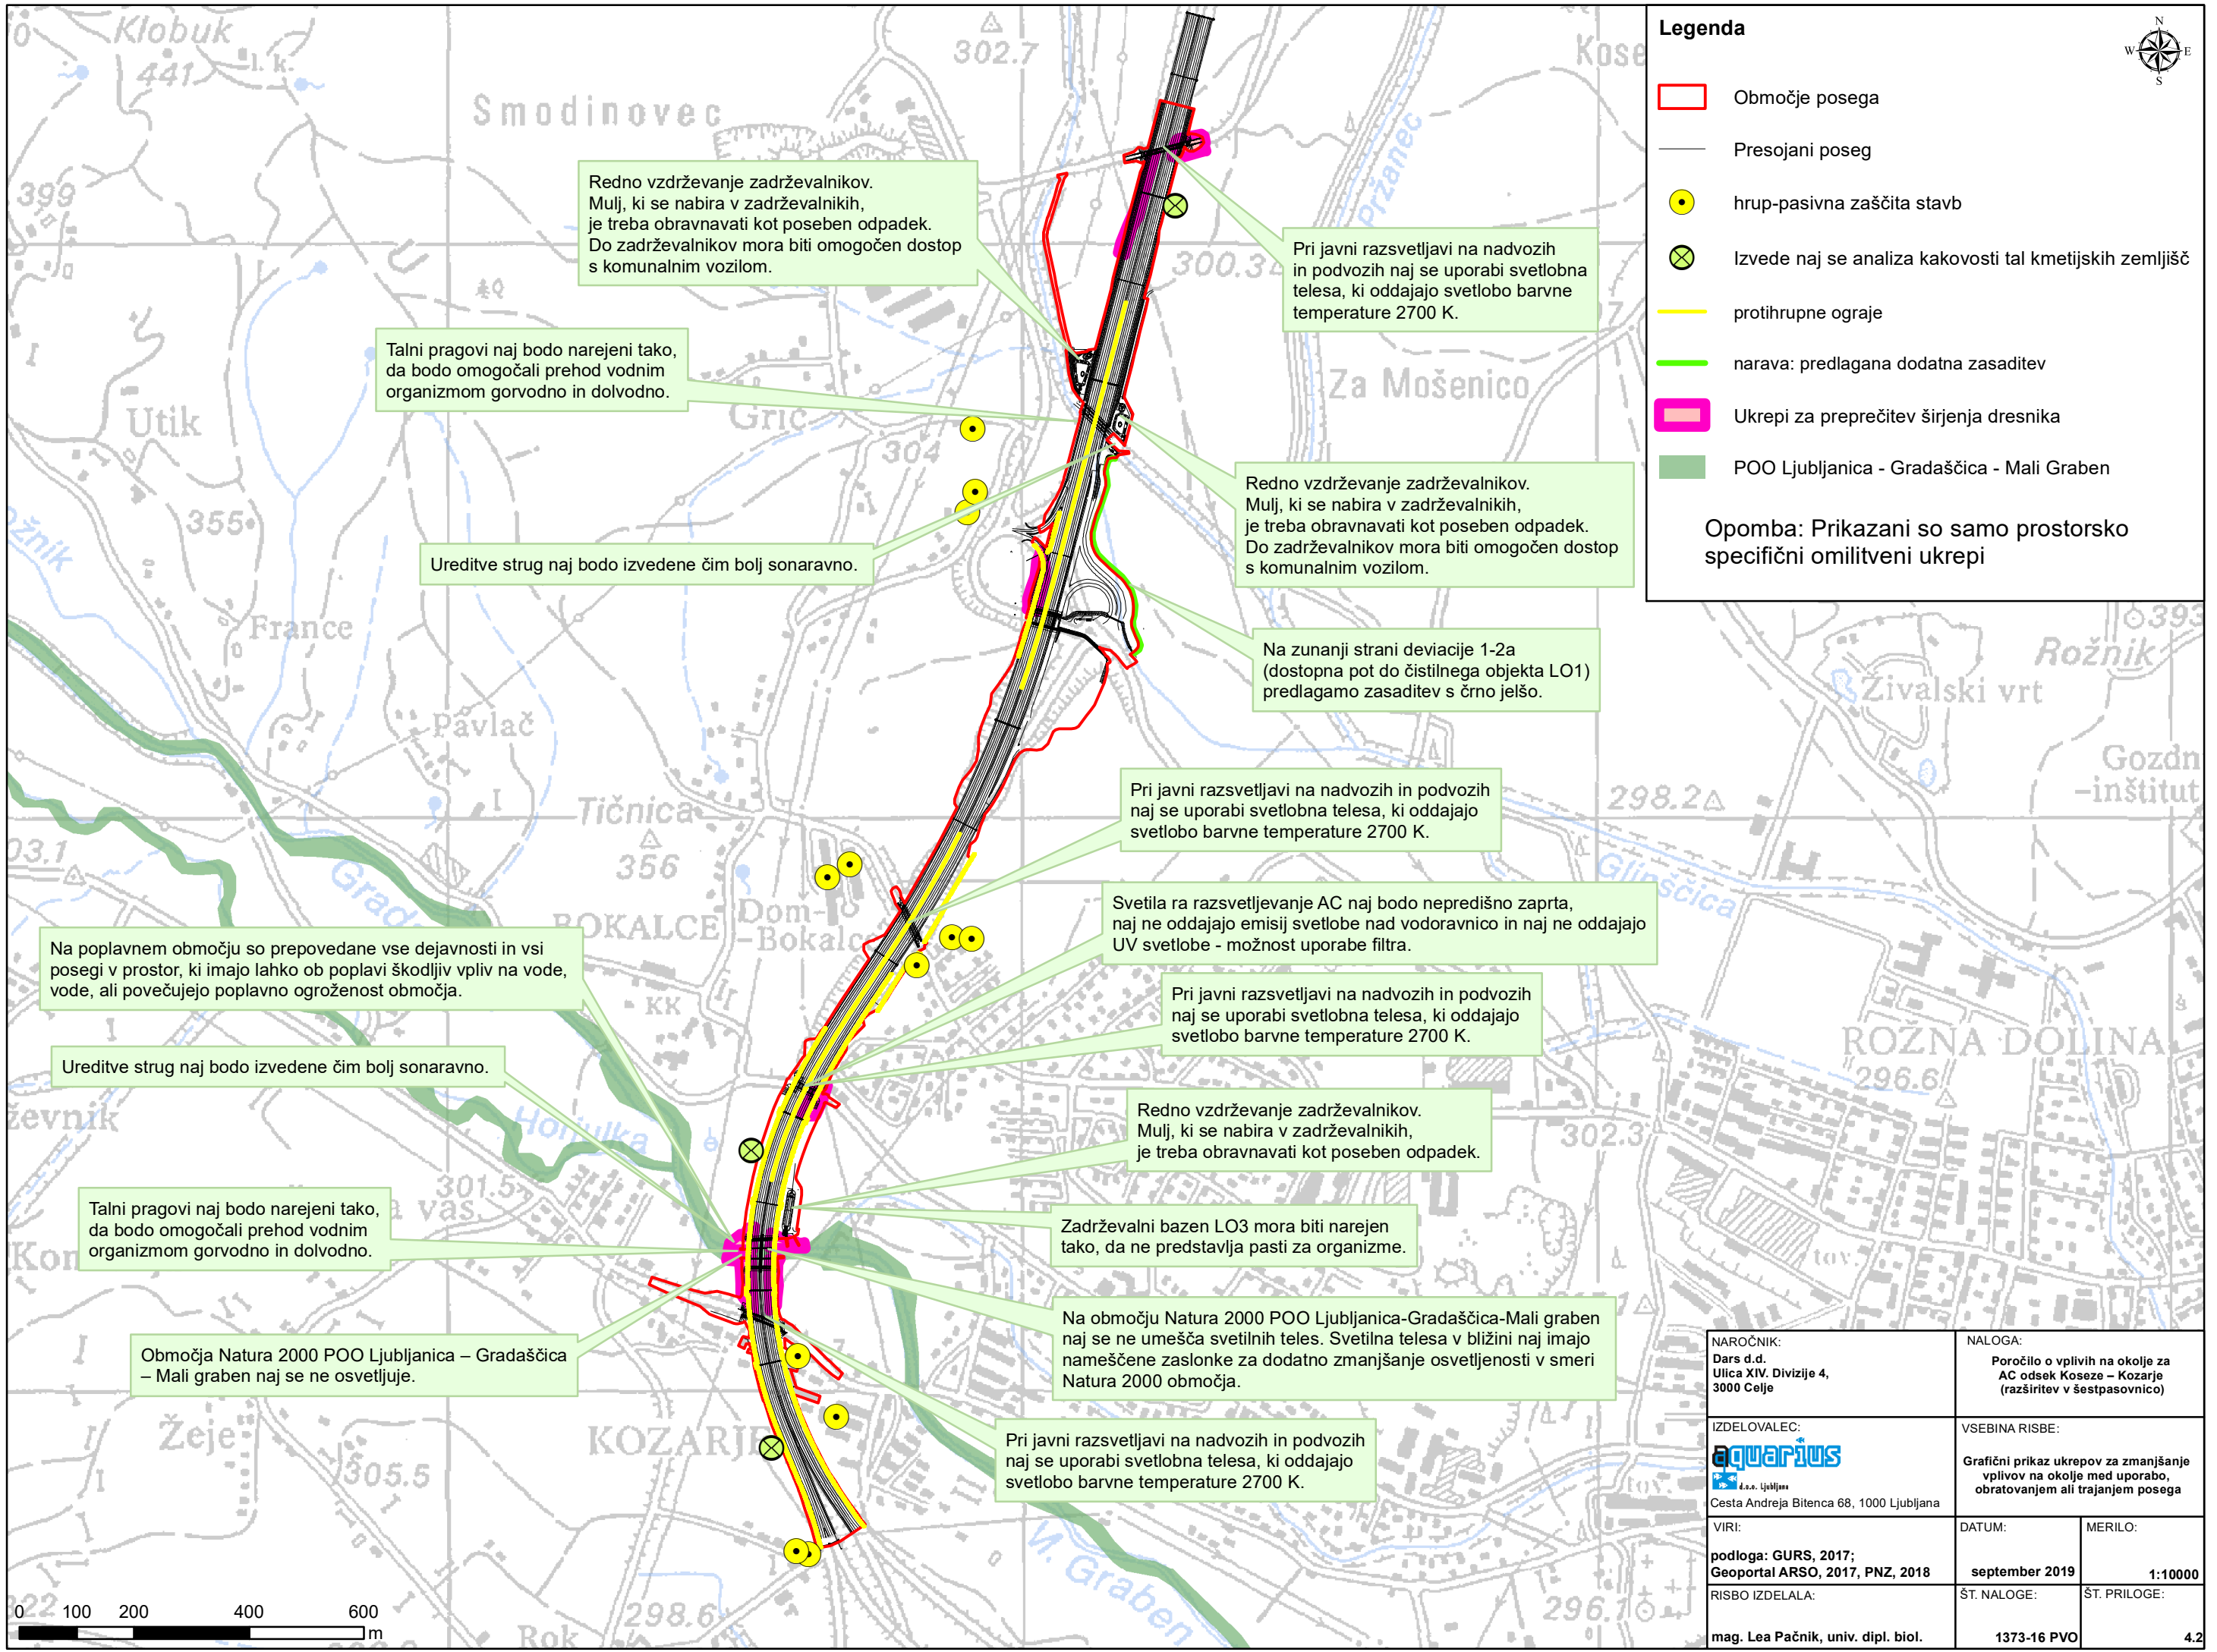 Klobuk
441
I. k.
Smodinovec
302.7
Kose
399
Pržanec
300.3
Utik
Grič
304
Za Mošenico
355
France
Pavlač
Tičnica
356
BOKALCE
Dom
Bokalce
KK
Horjulka
301.5
Kon
Žeje
305.5
KOZARJE
298.6
Rok
M. Graben
296.1
tov.
302.3
ROŽNA DOLINA
296.6
Glinščica
298.2
Gozdn
-inštitut
Živalski vrt
Rožnik
393
Redno vzdrževanje zadrževalnikov.
Mulj, ki se nabira v zadrževalnikih,
je treba obravnavati kot poseben odpadek.
Do zadrževalnikov mora biti omogočen dostop
s komunalnim vozilom.
Pri javni razsvetljavi na nadvozih
in podvozih naj se uporabi svetlobna
telesa, ki oddajajo svetlobo barvne
temperature 2700 K.
Talni pragovi naj bodo narejeni tako,
da bodo omogočali prehod vodnim
organizmom gorvodno in dolvodno.
Redno vzdrževanje zadrževalnikov.
Mulj, ki se nabira v zadrževalnikih,
je treba obravnavati kot poseben odpadek.
Do zadrževalnikov mora biti omogočen dostop
s komunalnim vozilom.
Ureditve strug naj bodo izvedene čim bolj sonaravno.
Na zunanji strani deviacije 1-2a
(dostopna pot do čistilnega objekta LO1)
predlagamo zasaditev s črno jelšo.
Pri javni razsvetljavi na nadvozih in podvozih
naj se uporabi svetlobna telesa, ki oddajajo
svetlobo barvne temperature 2700 K.
Svetila ra razsvetljevanje AC naj bodo nepredišno zaprta,
naj ne oddajajo emisij svetlobe nad vodoravnico in naj ne oddajajo
UV svetlobe - možnost uporabe filtra.
Na poplavnem območju so prepovedane vse dejavnosti in vsi
posegi v prostor, ki imajo lahko ob poplavi škodljiv vpliv na vode,
vode, ali povečujejo poplavno ogroženost območja.
Pri javni razsvetljavi na nadvozih in podvozih
naj se uporabi svetlobna telesa, ki oddajajo
svetlobo barvne temperature 2700 K.
Ureditve strug naj bodo izvedene čim bolj sonaravno.
Redno vzdrževanje zadrževalnikov.
Mulj, ki se nabira v zadrževalnikih,
je treba obravnavati kot poseben odpadek.
Talni pragovi naj bodo narejeni tako,
da bodo omogočali prehod vodnim
organizmom gorvodno in dolvodno.
Zadrževalni bazen LO3 mora biti narejen
tako, da ne predstavlja pasti za organizme.
Na območju Natura 2000 POO Ljubljanica-Gradaščica-Mali graben
naj se ne umešča svetilnih teles. Svetilna telesa v bližini naj imajo
nameščene zaslonke za dodatno zmanjšanje osvetljenosti v smeri
Natura 2000 območja.
Območja Natura 2000 POO Ljubljanica – Gradaščica
– Mali graben naj se ne osvetljuje.
Pri javni razsvetljavi na nadvozih in podvozih
naj se uporabi svetlobna telesa, ki oddajajo
svetlobo barvne temperature 2700 K.
0 100 200 400 600
m
Legenda
N
W E
S
Območje posega
Presojani poseg
hrup-pasivna zaščita stavb
Izvede naj se analiza kakovosti tal kmetijskih zemljišč
protihrupne ograje
narava: predlagana dodatna zasaditev
Ukrepi za preprečitev širjenja dresnika
POO Ljubljanica - Gradaščica - Mali Graben
Opomba: Prikazani so samo prostorsko
specifični omilitveni ukrepi
NAROČNIK:
Dars d.d.
Ulica XIV. Divizije 4,
3000 Celje
NALOGA:
Poročilo o vplivih na okolje za
AC odsek Koseze – Kozarje
(razširitev v šestpasovnico)
IZDELOVALEC:
aquarius
d.o.o. Ljubljana
Cesta Andreja Bitenca 68, 1000 Ljubljana
VSEBINA RISBE:
Grafični prikaz ukrepov za zmanjšanje
vplivov na okolje med uporabo,
obratovanjem ali trajanjem posega
VIRI:
podloga: GURS, 2017;
Geoportal ARSO, 2017, PNZ, 2018
DATUM:
september 2019
MERILO:
1:10000
RISBO IZDELALA:
mag. Lea Pačnik, univ. dipl. biol.
ŠT. NALOGE:
1373-16 PVO
ŠT. PRILOGE:
4.2